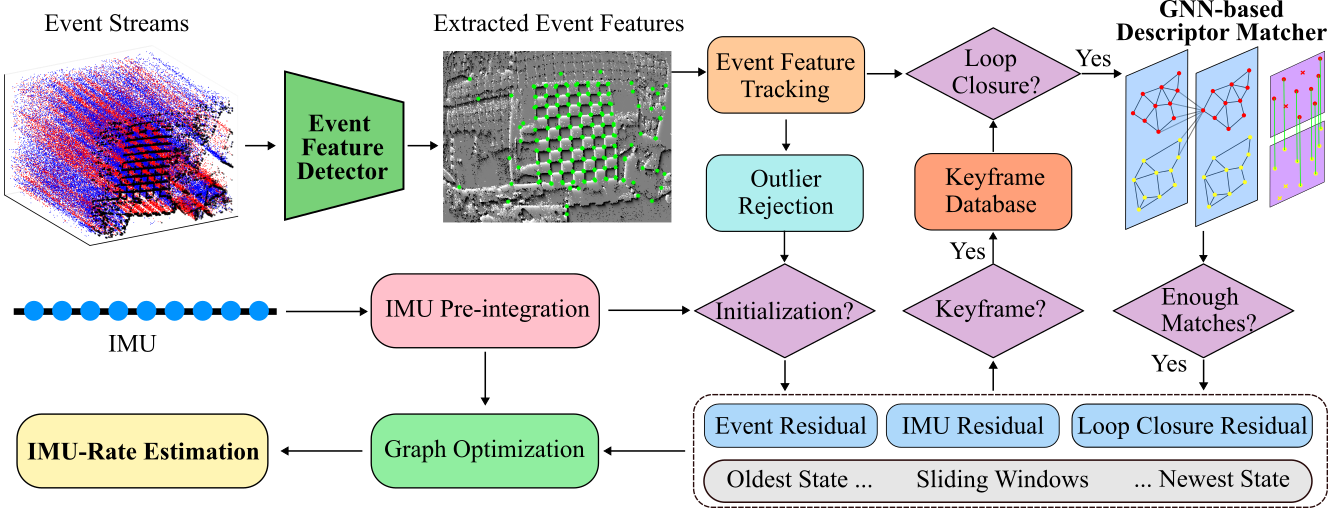 Event Streams
Extracted Event Features
GNN-based
Descriptor Matcher
Event
Feature
Detector
Event Feature
Tracking
Loop
Closure?
Yes
Outlier
Rejection
Keyframe
Database
Yes
IMU
IMU Pre-integration
Initialization?
Keyframe?
Enough
Matches?
Yes
IMU-Rate Estimation
Graph Optimization
Event Residual
IMU Residual
Loop Closure Residual
Oldest State ...
Sliding Windows
... Newest State